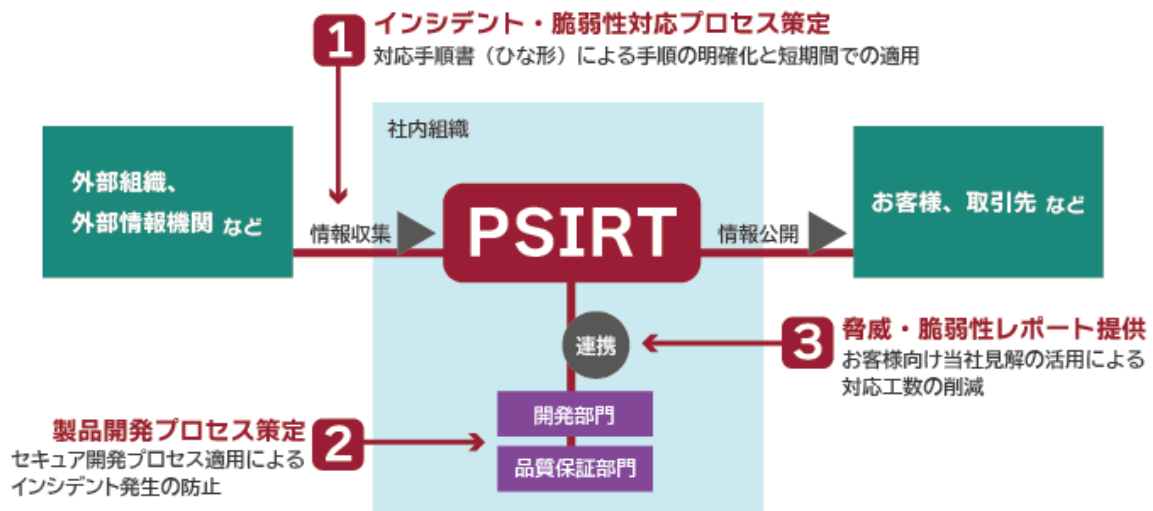 1
インシデント・脆弱性対応プロセス策定
対応手順書（ひな形）による手順の明確化と短期間での適用
社内組織
外部組織、
外部情報機関 など
情報収集
PSIRT
情報公開
お客様、取引先 など
連携
3
脅威・脆弱性レポート提供
お客様向け当社見解の活用による
対応工数の削減
開発部門
品質保証部門
製品開発プロセス策定
セキュア開発プロセス適用による
インシデント発生の防止
2